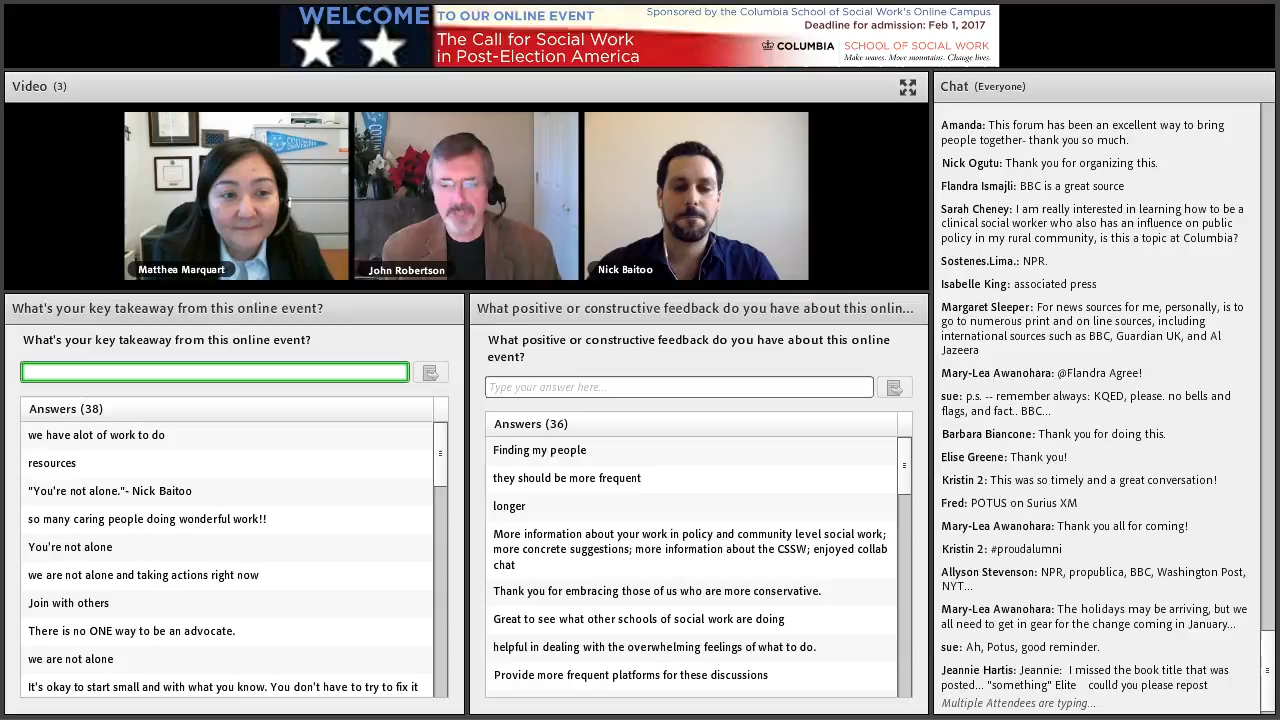 WELCOME TO OUR ONLINE EVENT
The Call for Social Work
in Post-Election America
Sponsored by the Columbia School of Social Work's Online Campus
Deadline for admission: Feb 1, 2017
COLUMBIA SCHOOL OF SOCIAL WORK
Make waves. Move mountains. Change lives.
Video (3)
COLUMBIA
Matthea Marquart
John Robertson
Nick Baitoo
What's your key takeaway from this online event?
What's your key takeaway from this online event?
Answers (38)
we have alot of work to do
resources
"You're not alone."- Nick Baitoo
so many caring people doing wonderful work!!
You're not alone
we are not alone and taking actions right now
Join with others
There is no ONE way to be an advocate.
we are not alone
It's okay to start small and with what you know. You don't have to try to fix it
What positive or constructive feedback do you have about this onlin...
What positive or constructive feedback do you have about this online
event?
Type your answer here...
Answers (36)
Finding my people
they should be more frequent
longer
More information about your work in policy and community level social work;
more concrete suggestions; more information about the CSSW; enjoyed collab
chat
Thank you for embracing those of us who are more conservative.
Great to see what other schools of social work are doing
helpful in dealing with the overwhelming feelings of what to do.
Provide more frequent platforms for these discussions
Chat (Everyone)
Amanda: This forum has been an excellent way to bring
people together- thank you so much.
Nick Ogutu: Thank you for organizing this.
Flandra Ismajli: BBC is a great source
Sarah Cheney: I am really interested in learning how to be a
clinical social worker who also has an influence on public
policy in my rural community, is this a topic at Columbia?
Sostenes.Lima.: NPR.
Isabelle King: associated press
Margaret Sleeper: For news sources for me, personally, is to
go to numerous print and on line sources, including
international sources such as BBC, Guardian UK, and Al
Jazeera
Mary-Lea Awanohara: @Flandra Agree!
sue: p.s. -- remember always: KQED, please. no bells and
flags, and fact.. BBC...
Barbara Biancone: Thank you for doing this.
Elise Greene: Thank you!
Kristin 2: This was so timely and a great conversation!
Fred: POTUS on Surius XM
Mary-Lea Awanohara: Thank you all for coming!
Kristin 2: #proudalumni
Allyson Stevenson: NPR, propublica, BBC, Washington Post,
NYT...
Mary-Lea Awanohara: The holidays may be arriving, but we
all need to get in gear for the change coming in January...
sue: Ah, Potus, good reminder.
Jeannie Hartis: Jeannie: I missed the book title that was
posted... "something" Elite coulld you please repost
Multiple Attendees are typing...